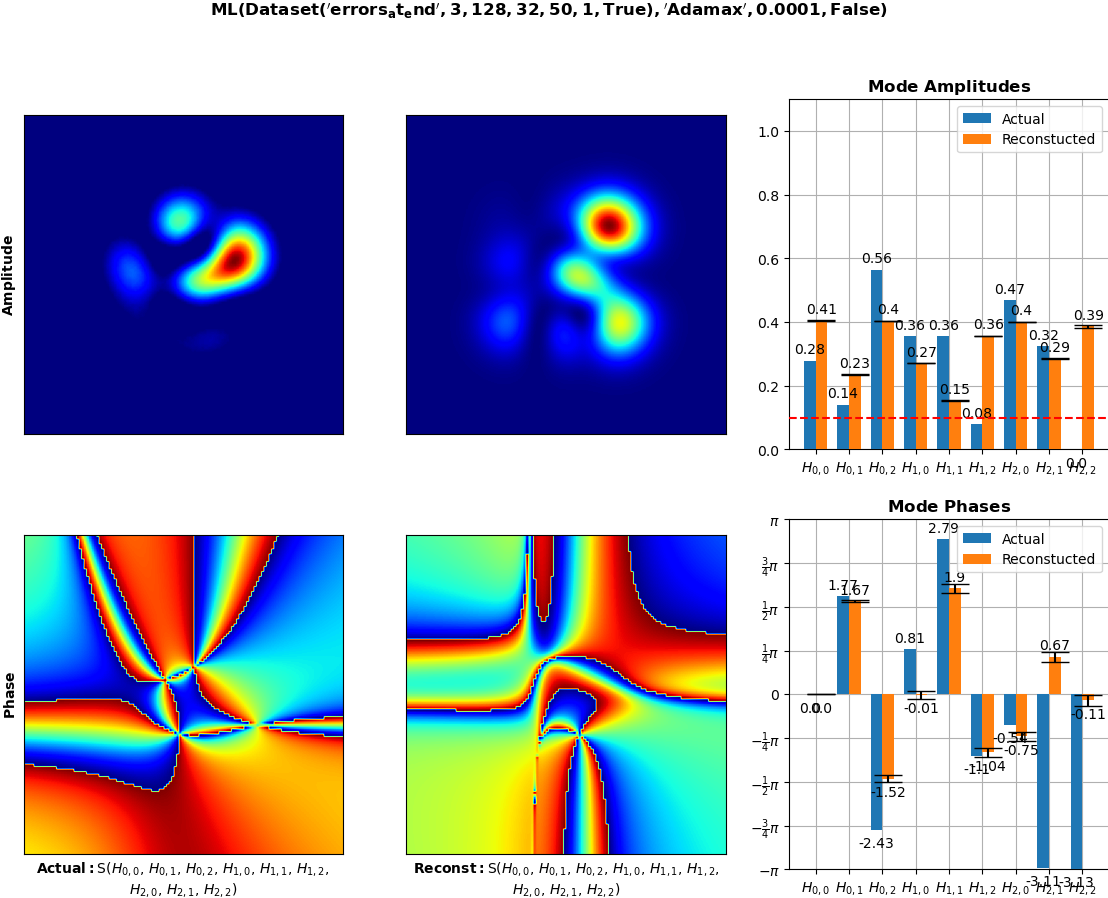 ML(Dataset('errors_at_end', 3, 128, 32, 50, 1, True), 'Adamax', 0.0001, False)
Amplitude
Mode Amplitudes
Actual
Reconstucted
1.0
0.8
0.6
0.4
0.2
0.0
0.28 0.41 0.14 0.23 0.56 0.4 0.36 0.27 0.36 0.15 0.08 0.36 0.47 0.4 0.32 0.29 0.0 0.39
H0,0 H0,1 H0,2 H1,0 H1,1 H1,2 H2,0 H2,1 H2,2
Phase
Actual: S(H0,0, H0,1, H0,2, H1,0, H1,1, H1,2,
H2,0, H2,1, H2,2)
Reconst: S(H0,0, H0,1, H0,2, H1,0, H1,1, H1,2,
H2,0, H2,1, H2,2)
Mode Phases
Actual
Reconstucted
π
3/4π
1/2π
1/4π
0
−1/4π
−1/2π
−3/4π
−π
0.0 0.0 1.77 1.67 -2.43 -1.52 0.81 -0.01 2.79 1.9 -1.1 -1.04 -0.54 -0.75 -3.11 0.67 -3.13 -0.11
H0,0 H0,1 H0,2 H1,0 H1,1 H1,2 H2,0 H2,1 H2,2